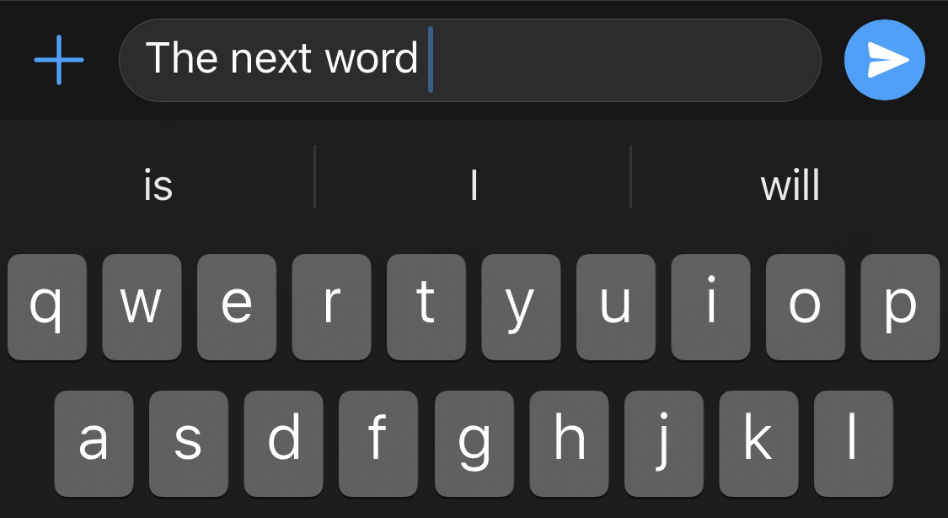 The next word
is I will
q w e r t y u i o p
a s d f g h j k l